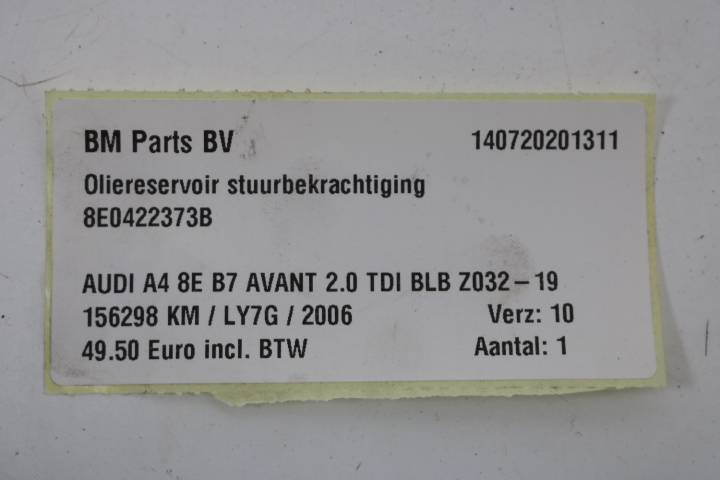 BM Parts BV 140720201311
Oliereservoir stuurbekrachtiging
8E0422373B
AUDI A4 8E B7 AVANT 2.0 TDI BLB Z032-19
156298 KM / LY7G / 2006 Verz: 10
49.50 Euro incl. BTW Aantal: 1